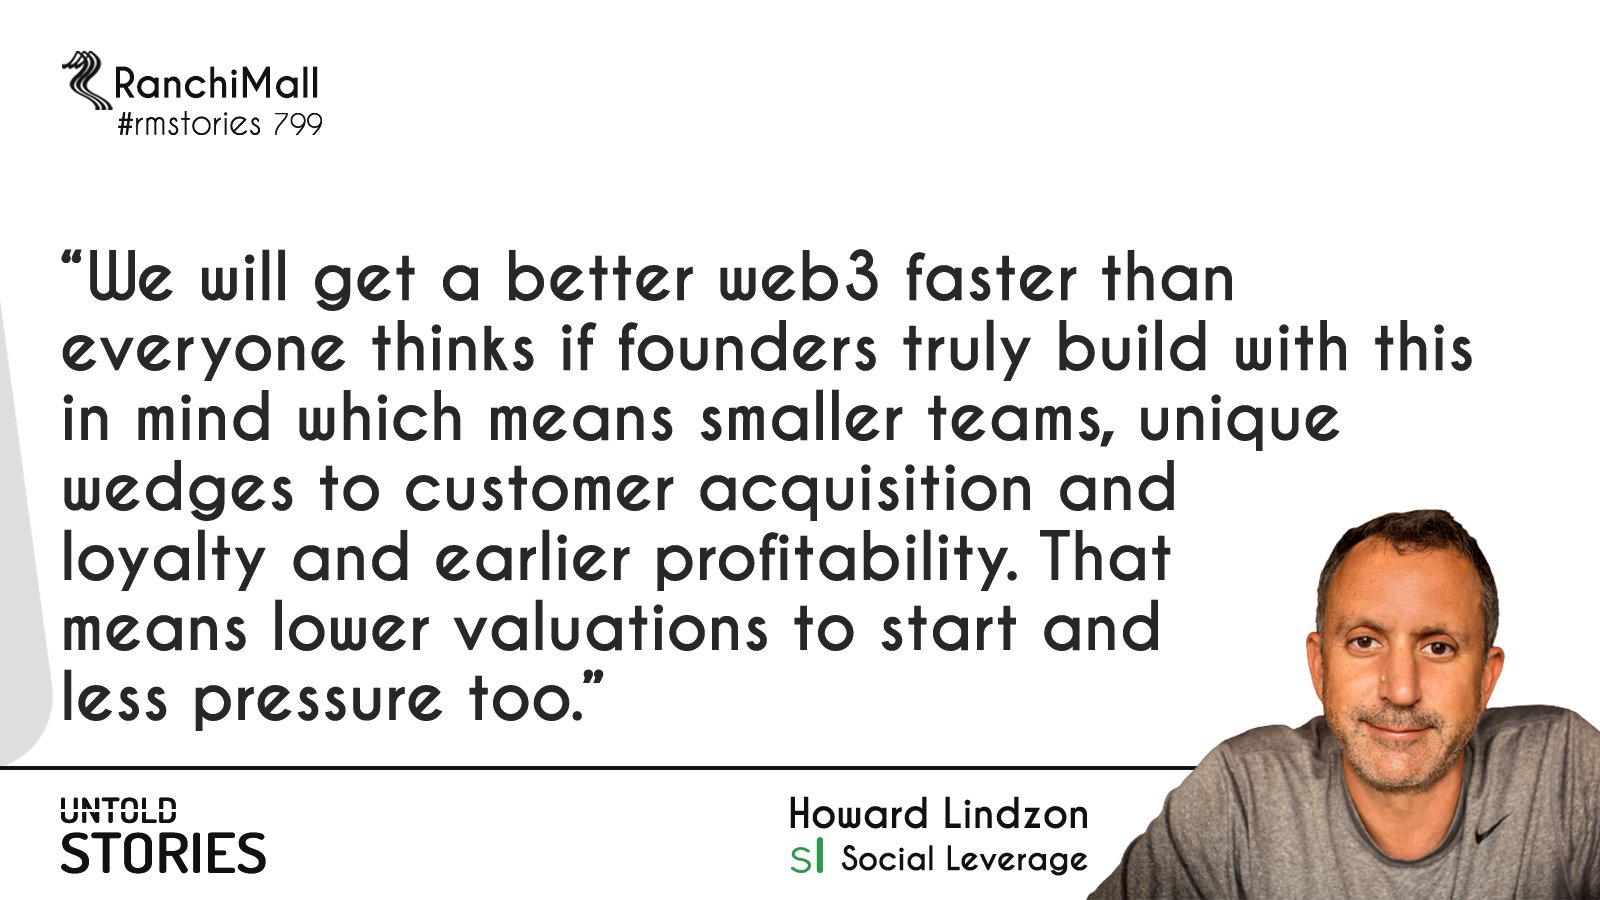 RanchiMall
#rmstories 799
“We will get a better web3 faster than
everyone thinks if founders truly build with this
in mind which means smaller teams, unique
wedges to customer acquisition and
loyalty and earlier profitability. That
means lower valuations to start and
less pressure too.”
UNTOLD
STORIES
Howard Lindzon
sl Social Leverage